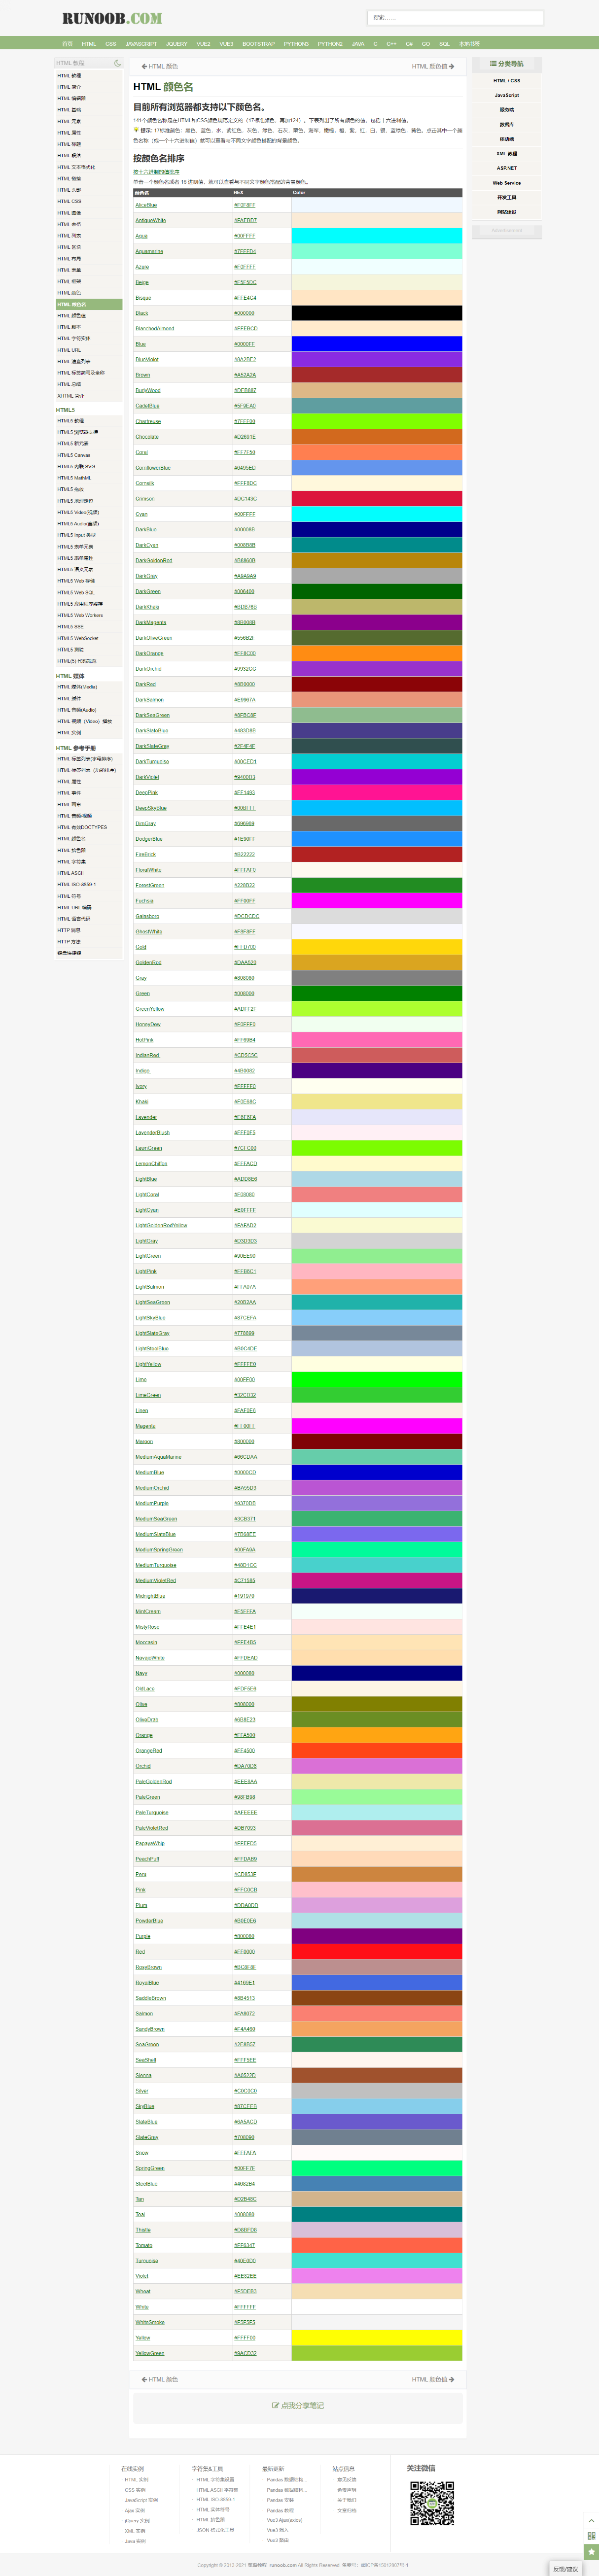 RUNOOB.COM
搜索……
首页 HTML CSS JAVASCRIPT JQUERY VUE2 VUE3 BOOTSTRAP PYTHON3 PYTHON2 JAVA C C++ C# GO SQL 本地书签
HTML 教程
HTML 教程
HTML 简介
HTML 编辑器
HTML 基础
HTML 元素
HTML 属性
HTML 标题
HTML 段落
HTML 文本格式化
HTML 链接
HTML 头部
HTML CSS
HTML 图像
HTML 表格
HTML 列表
HTML 区块
HTML 布局
HTML 表单
HTML 框架
HTML 颜色
HTML 颜色名
HTML 颜色值
HTML 脚本
HTML 字符实体
HTML URL
HTML 速查列表
HTML 标签简写及全称
HTML 总结
XHTML 简介
HTML5
HTML5 教程
HTML5 浏览器支持
HTML5 新元素
HTML5 Canvas
HTML5 内联 SVG
HTML5 MathML
HTML5 拖放
HTML5 地理定位
HTML5 Video(视频)
HTML5 Audio(音频)
HTML5 Input 类型
HTML5 表单元素
HTML5 表单属性
HTML5 语义元素
HTML5 Web 存储
HTML5 Web SQL
HTML5 应用程序缓存
HTML5 Web Workers
HTML5 SSE
HTML5 WebSocket
HTML5 测验
HTML(5) 代码规范
HTML 媒体
HTML 媒体(Media)
HTML 插件
HTML 音频(Audio)
HTML 视频（Video）播放
HTML 实例
HTML 参考手册
HTML 标签列表(字母排序)
HTML 标签列表（功能排序）
HTML 属性
HTML 事件
HTML 画布
HTML 音频/视频
HTML 有效DOCTYPES
HTML 颜色名
HTML 拾色器
HTML 字符集
HTML ASCII
HTML ISO-8859-1
HTML 符号
HTML URL 编码
HTML 语言代码
HTTP 消息
HTTP 方法
键盘快捷键
HTML 颜色
HTML 颜色值
HTML 颜色名
目前所有浏览器都支持以下颜色。
141个颜色名称是在HTML和CSS颜色规范定义的（17标准颜色，再加124）。下表列出了所有颜色的值，包括十六进制值。
提示: 17标准颜色：黑色，蓝色，水，紫红色，灰色，绿色，石灰，栗色，海军，橄榄，橙，紫，红，白，银，蓝绿色，黄色。点击其中一个颜色名称（或一个十六进制值）就可以查看与不同文字颜色搭配的背景颜色。
按颜色名排序
按十六进制的值排序
单击一个颜色名或者 16 进制值，就可以查看与不同文字颜色搭配的背景颜色。
颜色名 HEX Color
AliceBlue #F0F8FF
AntiqueWhite #FAEBD7
Aqua #00FFFF
Aquamarine #7FFFD4
Azure #F0FFFF
Beige #F5F5DC
Bisque #FFE4C4
Black #000000
BlanchedAlmond #FFEBCD
Blue #0000FF
BlueViolet #8A2BE2
Brown #A52A2A
BurlyWood #DEB887
CadetBlue #5F9EA0
Chartreuse #7FFF00
Chocolate #D2691E
Coral #FF7F50
CornflowerBlue #6495ED
Cornsilk #FFF8DC
Crimson #DC143C
Cyan #00FFFF
DarkBlue #00008B
DarkCyan #008B8B
DarkGoldenRod #B8860B
DarkGray #A9A9A9
DarkGreen #006400
DarkKhaki #BDB76B
DarkMagenta #8B008B
DarkOliveGreen #556B2F
DarkOrange #FF8C00
DarkOrchid #9932CC
DarkRed #8B0000
DarkSalmon #E9967A
DarkSeaGreen #8FBC8F
DarkSlateBlue #483D8B
DarkSlateGray #2F4F4F
DarkTurquoise #00CED1
DarkViolet #9400D3
DeepPink #FF1493
DeepSkyBlue #00BFFF
DimGray #696969
DodgerBlue #1E90FF
FireBrick #B22222
FloralWhite #FFFAF0
ForestGreen #228B22
Fuchsia #FF00FF
Gainsboro #DCDCDC
GhostWhite #F8F8FF
Gold #FFD700
GoldenRod #DAA520
Gray #808080
Green #008000
GreenYellow #ADFF2F
HoneyDew #F0FFF0
HotPink #FF69B4
IndianRed #CD5C5C
Indigo #4B0082
Ivory #FFFFF0
Khaki #F0E68C
Lavender #E6E6FA
LavenderBlush #FFF0F5
LawnGreen #7CFC00
LemonChiffon #FFFACD
LightBlue #ADD8E6
LightCoral #F08080
LightCyan #E0FFFF
LightGoldenRodYellow #FAFAD2
LightGray #D3D3D3
LightGreen #90EE90
LightPink #FFB6C1
LightSalmon #FFA07A
LightSeaGreen #20B2AA
LightSkyBlue #87CEFA
LightSlateGray #778899
LightSteelBlue #B0C4DE
LightYellow #FFFFE0
Lime #00FF00
LimeGreen #32CD32
Linen #FAF0E6
Magenta #FF00FF
Maroon #800000
MediumAquaMarine #66CDAA
MediumBlue #0000CD
MediumOrchid #BA55D3
MediumPurple #9370DB
MediumSeaGreen #3CB371
MediumSlateBlue #7B68EE
MediumSpringGreen #00FA9A
MediumTurquoise #48D1CC
MediumVioletRed #C71585
MidnightBlue #191970
MintCream #F5FFFA
MistyRose #FFE4E1
Moccasin #FFE4B5
NavajoWhite #FFDEAD
Navy #000080
OldLace #FDF5E6
Olive #808000
OliveDrab #6B8E23
Orange #FFA500
OrangeRed #FF4500
Orchid #DA70D6
PaleGoldenRod #EEE8AA
PaleGreen #98FB98
PaleTurquoise #AFEEEE
PaleVioletRed #DB7093
PapayaWhip #FFEFD5
PeachPuff #FFDAB9
Peru #CD853F
Pink #FFC0CB
Plum #DDA0DD
PowderBlue #B0E0E6
Purple #800080
Red #FF0000
RosyBrown #BC8F8F
RoyalBlue #4169E1
SaddleBrown #8B4513
Salmon #FA8072
SandyBrown #F4A460
SeaGreen #2E8B57
SeaShell #FFF5EE
Sienna #A0522D
Silver #C0C0C0
SkyBlue #87CEEB
SlateBlue #6A5ACD
SlateGray #708090
Snow #FFFAFA
SpringGreen #00FF7F
SteelBlue #4682B4
Tan #D2B48C
Teal #008080
Thistle #D8BFD8
Tomato #FF6347
Turquoise #40E0D0
Violet #EE82EE
Wheat #F5DEB3
White #FFFFFF
WhiteSmoke #F5F5F5
Yellow #FFFF00
YellowGreen #9ACD32
HTML 颜色
HTML 颜色值
点我分享笔记
分类导航
HTML / CSS
JavaScript
服务端
数据库
移动端
XML 教程
ASP.NET
Web Service
开发工具
网站建设
Advertisement
在线实例
HTML 实例
CSS 实例
JavaScript 实例
Ajax 实例
jQuery 实例
XML 实例
Java 实例
字符集&工具
HTML 字符集设置
HTML ASCII 字符集
HTML ISO-8859-1
HTML 实体符号
HTML 拾色器
JSON 格式化工具
最新更新
Pandas 数据结构...
Pandas 数据结构...
Pandas 安装
Pandas 教程
Vue3 Ajax(axios)
Vue3 混入
Vue3 路由
站点信息
意见反馈
免责声明
关于我们
文章归档
关注微信
Copyright © 2013-2021 菜鸟教程 runoob.com All Rights Reserved. 备案号：闽ICP备15012807号-1
反馈/建议